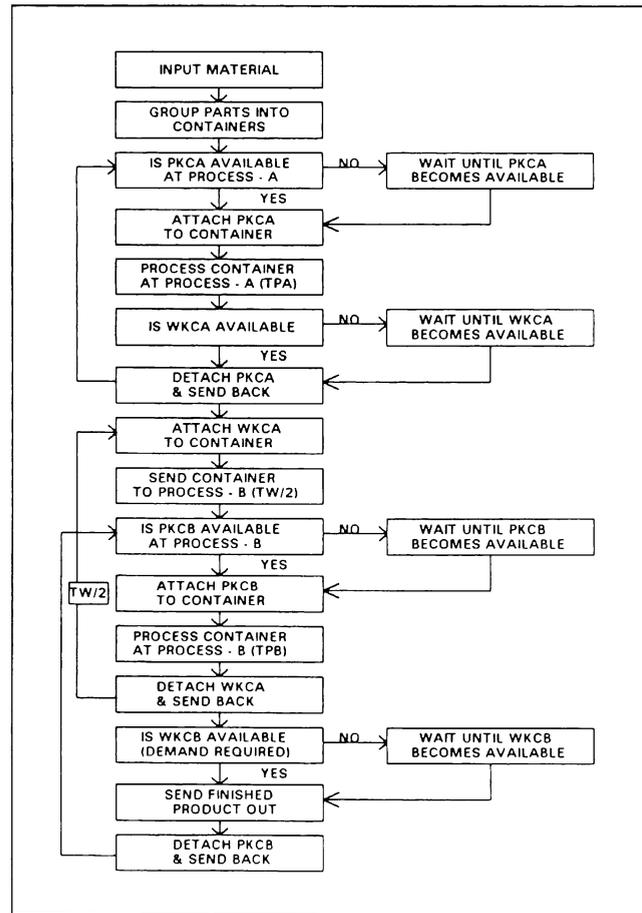 INPUT MATERIAL
GROUP PARTS INTO
CONTAINERS
IS PKCA AVAILABLE
AT PROCESS - A
NO
WAIT UNTIL PKCA
BECOMES AVAILABLE
YES
ATTACH PKCA
TO CONTAINER
PROCESS CONTAINER
AT PROCESS - A (TPA)
IS WKCA AVAILABLE
NO
WAIT UNTIL WKCA
BECOMES AVAILABLE
YES
DETACH PKCA
& SEND BACK
ATTACH WKCA
TO CONTAINER
SEND CONTAINER
TO PROCESS - B (TW/2)
IS PKCB AVAILABLE
AT PROCESS - B
NO
WAIT UNTIL PKCB
BECOMES AVAILABLE
YES
TW/2
ATTACH PKCB
TO CONTAINER
PROCESS CONTAINER
AT PROCESS - B (TPB)
DETACH WKCA
& SEND BACK
IS WKCB AVAILABLE
(DEMAND REQUIRED)
NO
WAIT UNTIL WKCB
BECOMES AVAILABLE
YES
SEND FINISHED
PRODUCT OUT
DETACH PKCB
& SEND BACK